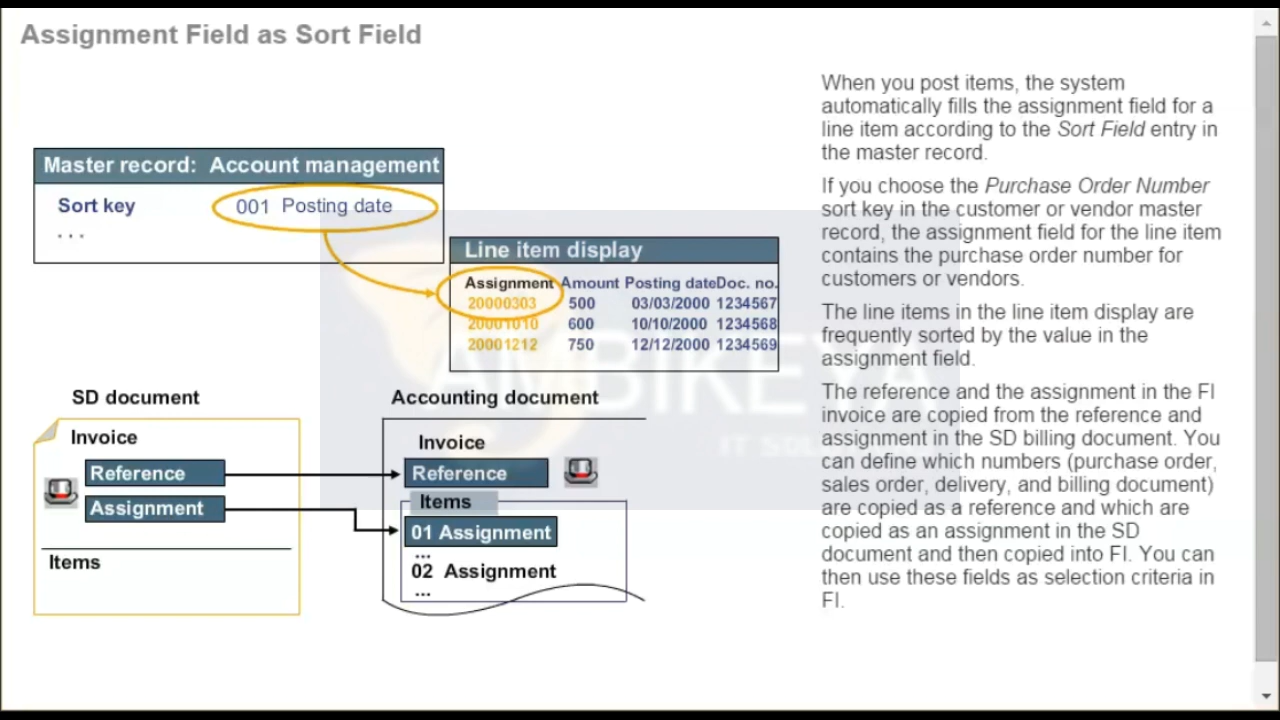 Assignment Field as Sort Field
Master record: Account management
Sort key 001 Posting date
. . .
Line item display
Assignment Amount Posting date Doc. no.
20000303 500 03/03/2000 1234567
20001010 600 10/10/2000 1234568
20001212 750 12/12/2000 1234569
SD document
Invoice
Reference
Assignment
Items
Accounting document
Invoice
Reference
Items
01 Assignment
...
02 Assignment
...
When you post items, the system
automatically fills the assignment field for a
line item according to the Sort Field entry in
the master record.
If you choose the Purchase Order Number
sort key in the customer or vendor master
record, the assignment field for the line item
contains the purchase order number for
customers or vendors.
The line items in the line item display are
frequently sorted by the value in the
assignment field.
The reference and the assignment in the FI
invoice are copied from the reference and
assignment in the SD billing document. You
can define which numbers (purchase order,
sales order, delivery, and billing document)
are copied as a reference and which are
copied as an assignment in the SD
document and then copied into FI. You can
then use these fields as selection criteria in
FI.